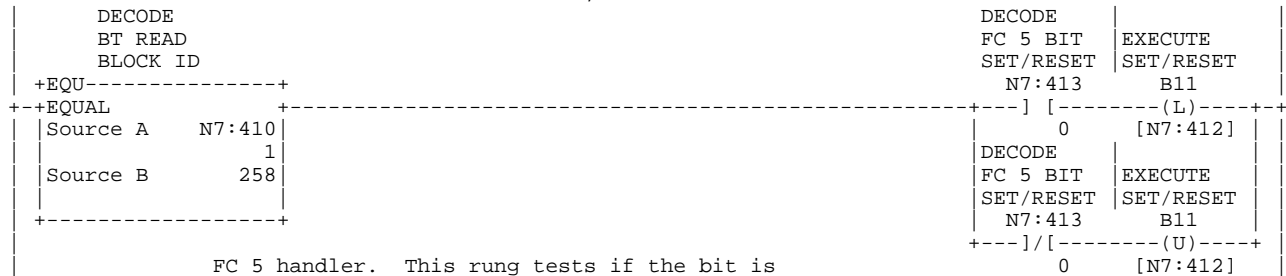 DECODE DECODE
BT READ FC 5 BIT EXECUTE
BLOCK ID SET/RESET SET/RESET
+EQU---------------+ N7:413 B11
+-+EQUAL +-----------------------------------------------------+---] [--------(L)----+-+
Source A N7:410 0 [N7:412]
1 DECODE
Source B 258 FC 5 BIT EXECUTE
SET/RESET SET/RESET
+------------------+ N7:413 B11
+---]/[--------(U)----+
FC 5 handler. This rung tests if the bit is 0 [N7:412]